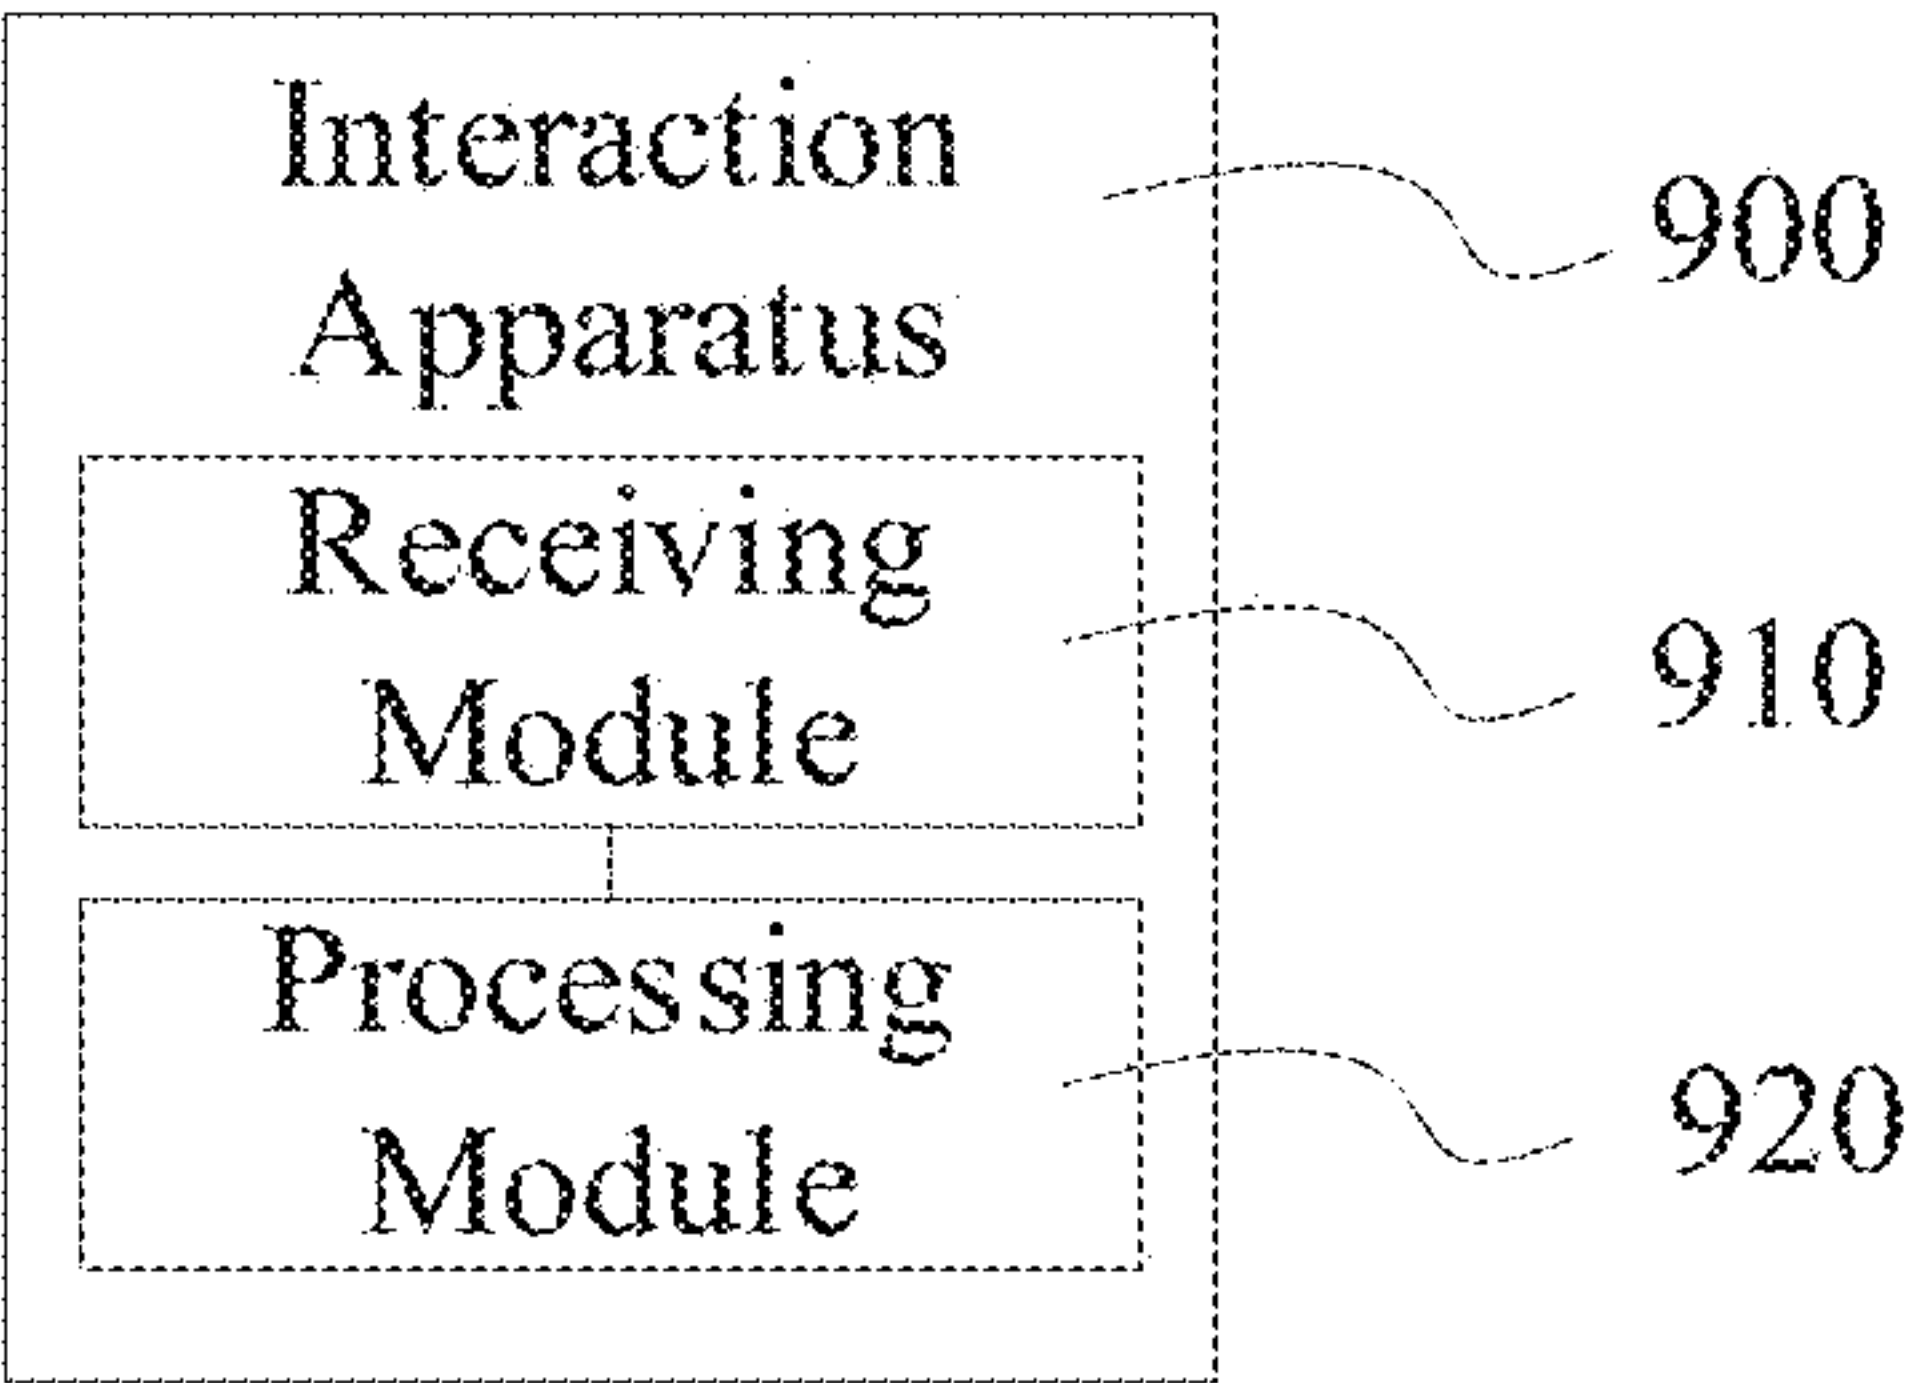 Interaction
Apparatus
900
Receiving
Module
910
Processing
Module
920